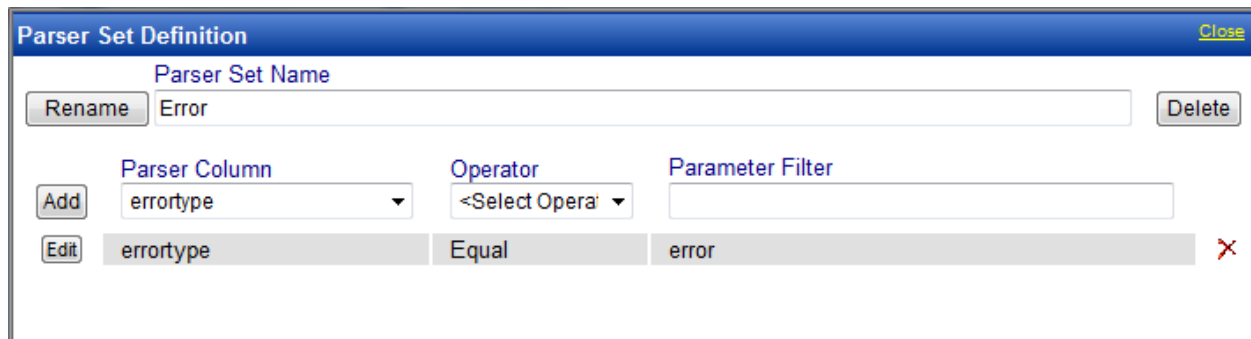 Parser Set Definition Close
Parser Set Name
Rename Error Delete
Parser Column Operator Parameter Filter
Add errortype <Select Operat
Edit errortype Equal error